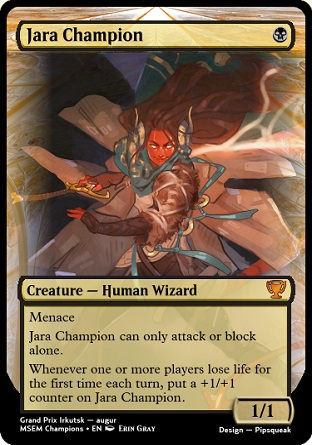 Jara Champion
Creature — Human Wizard
Menace
Jara Champion can only attack or block
alone.
Whenever one or more players lose life for
the first time each turn, put a +1/+1
counter on Jara Champion.
1/1
Grand Prix Irkutsk — augur
MSEM Champions • EN Erin Gray
Design — Pipsqueak